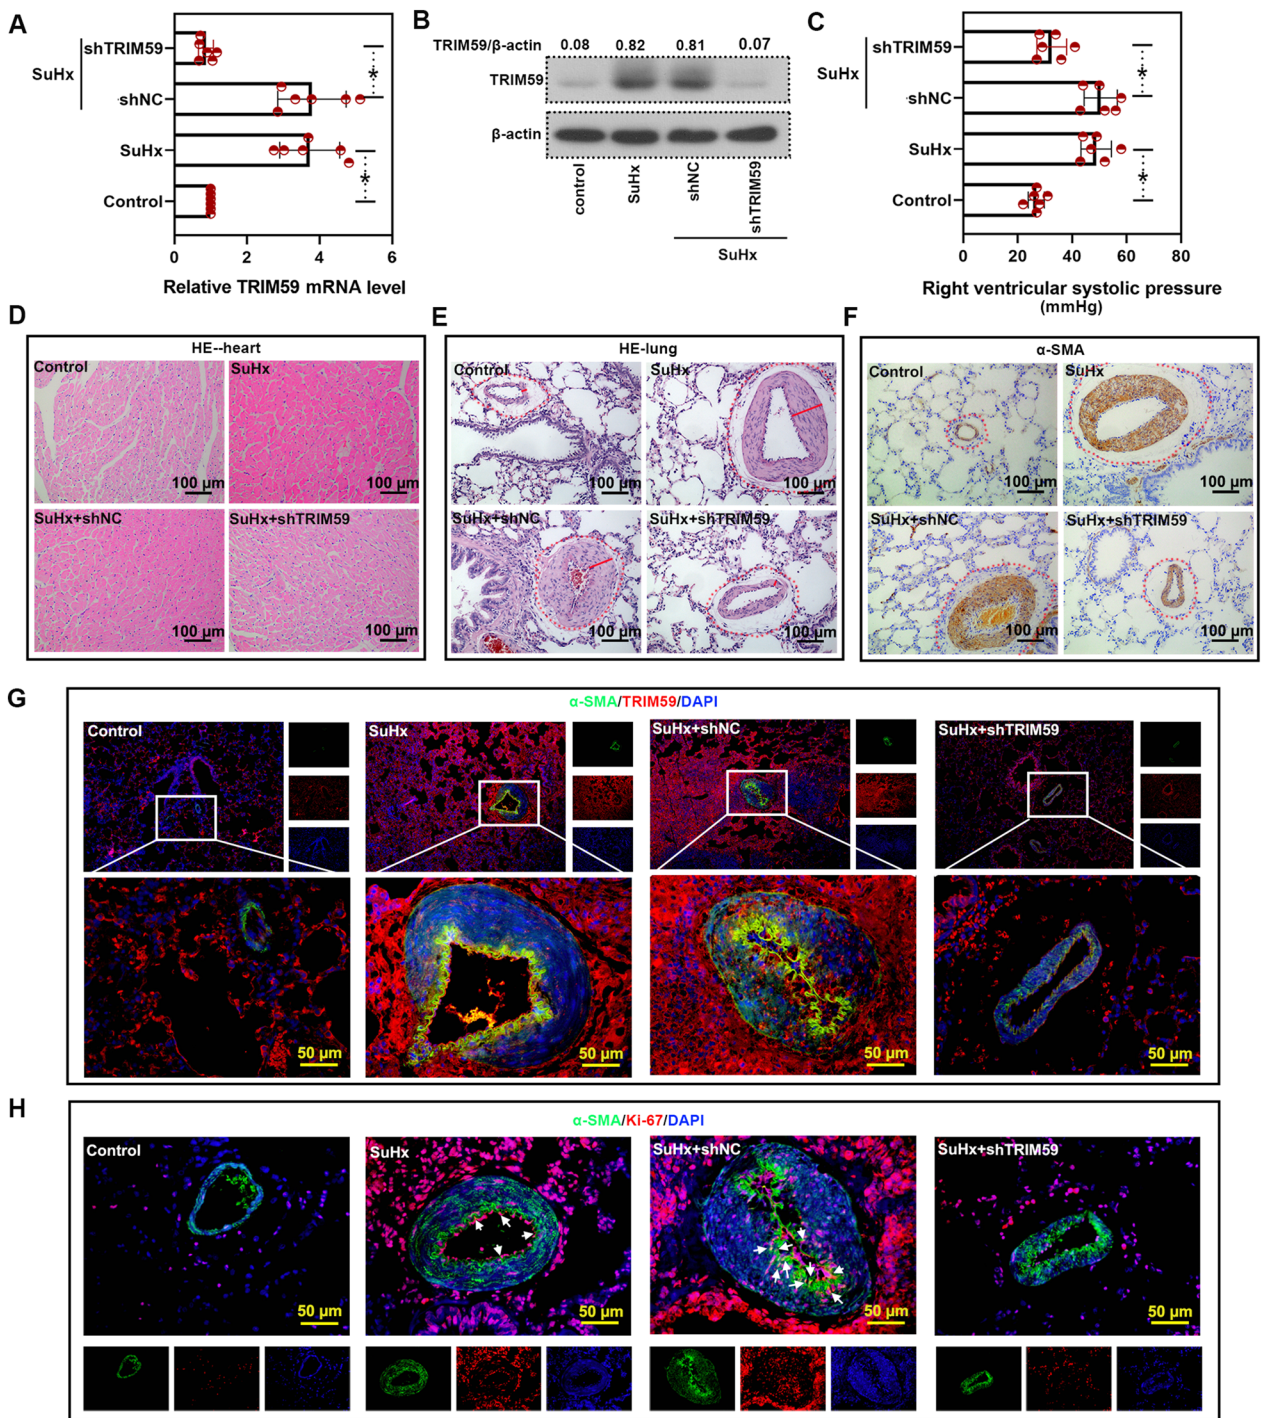 A
shTRIM59
SuHx
shNC
SuHx
Control
*
*
0 2 4 6
Relative TRIM59 mRNA level
B
TRIM59/β-actin 0.08 0.82 0.81 0.07
TRIM59
β-actin
control
SuHx
shNC
shTRIM59
SuHx
C
shTRIM59
SuHx
shNC
SuHx
Control
*
*
0 20 40 60 80
Right ventricular systolic pressure
(mmHg)
D
HE--heart
Control
100 μm
SuHx
100 μm
SuHx+shNC
100 μm
SuHx+shTRIM59
100 μm
E
HE-lung
Control
100 μm
SuHx
100 μm
SuHx+shNC
100 μm
SuHx+shTRIM59
100 μm
F
α-SMA
Control
100 μm
SuHx
100 μm
SuHx+shNC
100 μm
SuHx+shTRIM59
100 μm
G
α-SMA/TRIM59/DAPI
Control
SuHx
SuHx+shNC
SuHx+shTRIM59
50 μm
50 μm
50 μm
50 μm
H
α-SMA/Ki-67/DAPI
Control
SuHx
SuHx+shNC
SuHx+shTRIM59
50 μm
50 μm
50 μm
50 μm